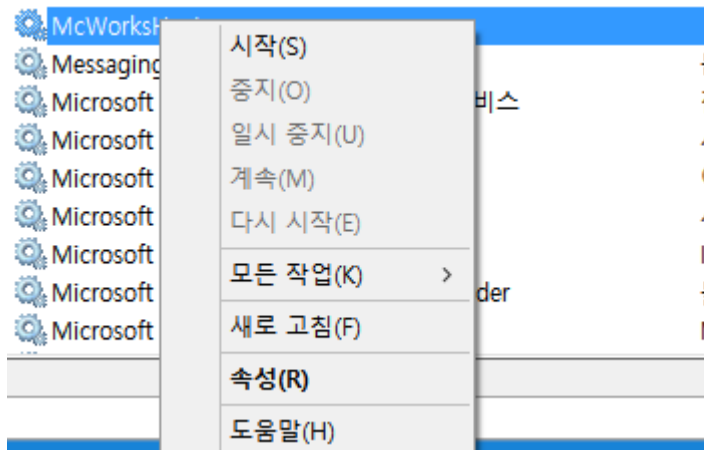 시작(S)
Messaging
중지(O)
Microsoft
비스
Microsoft
일시 중지(U)
Microsoft
계속(M)
Microsoft
다시 시작(E)
Microsoft
모든 작업(K)
Microsoft
der
Microsoft
새로 고침(F)
속성(R)
도움말(H)